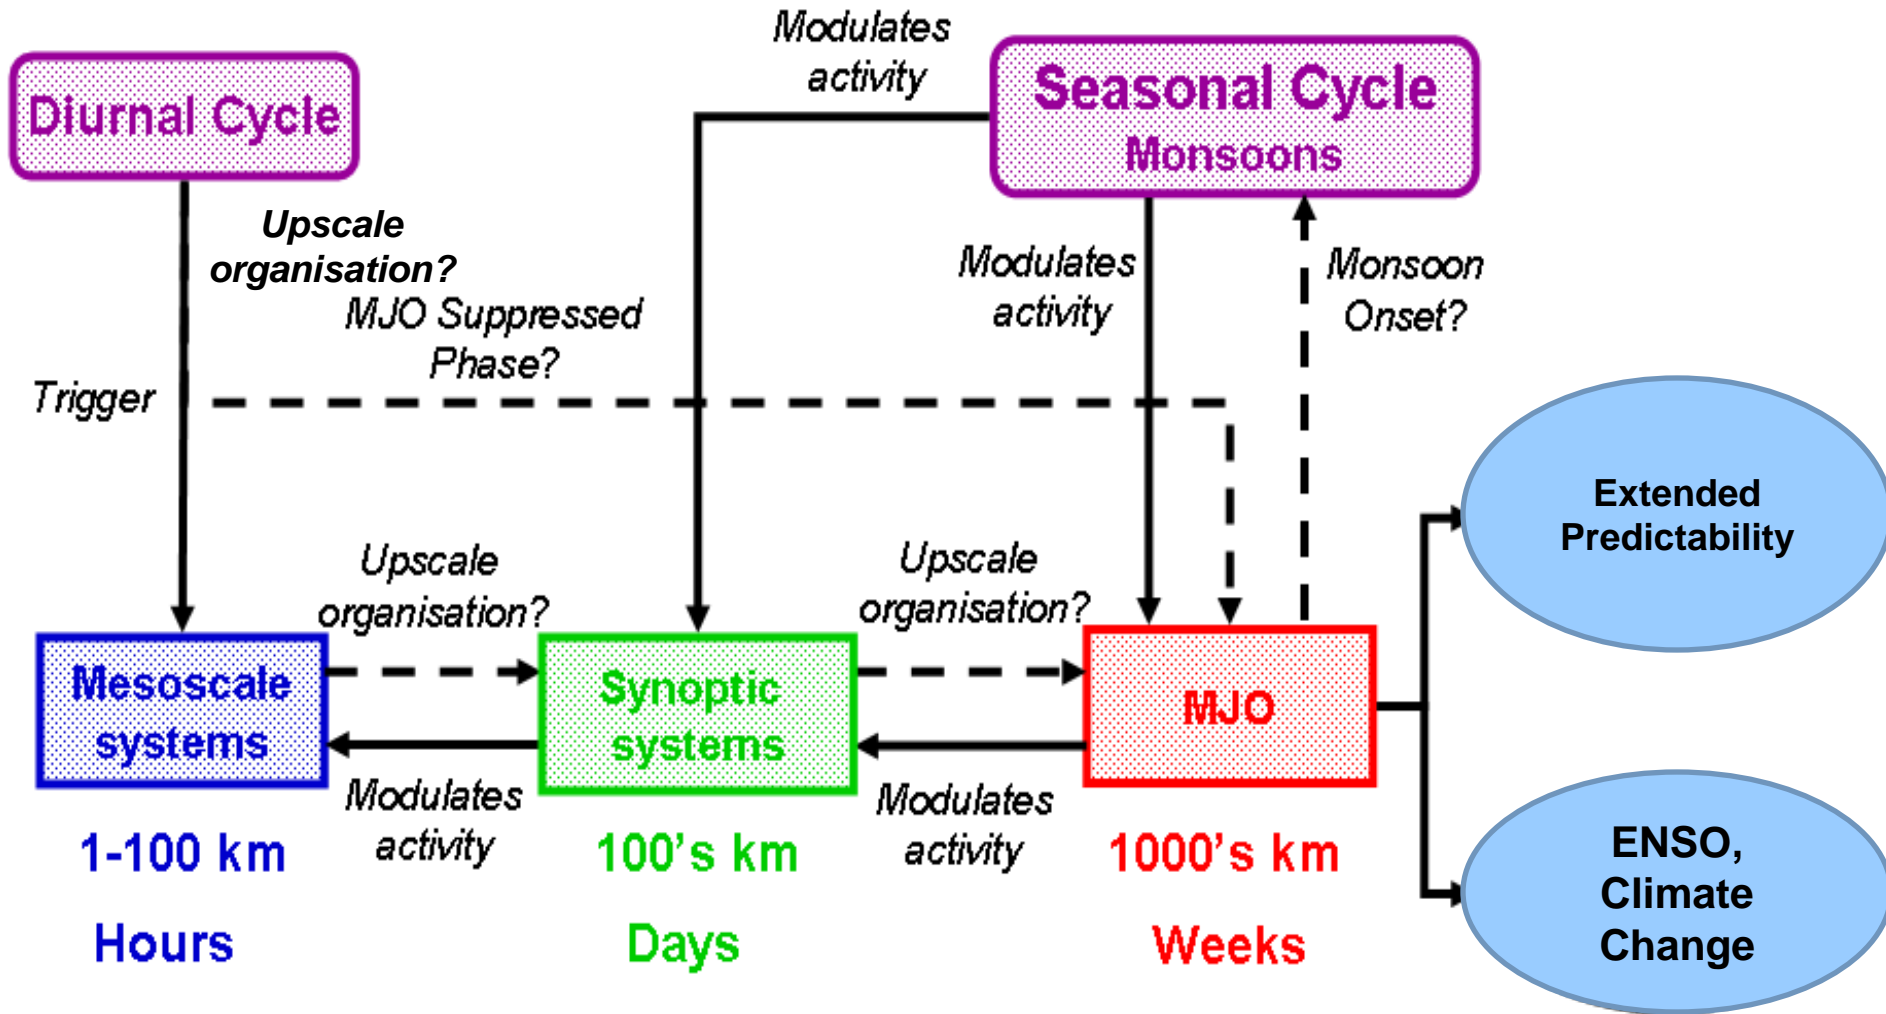 Modulates
activity
Diurnal Cycle
Seasonal Cycle
Monsoons
Upscale
organisation?
Modulates
activity
Monsoon
Onset?
MJO Suppressed
Phase?
Trigger
Extended
Predictability
Upscale
organisation?
Upscale
organisation?
Mesoscale
systems
Synoptic
systems
MJO
Modulates
activity
Modulates
activity
1-100 km
100's km
1000's km
Hours
Days
Weeks
ENSO,
Climate
Change